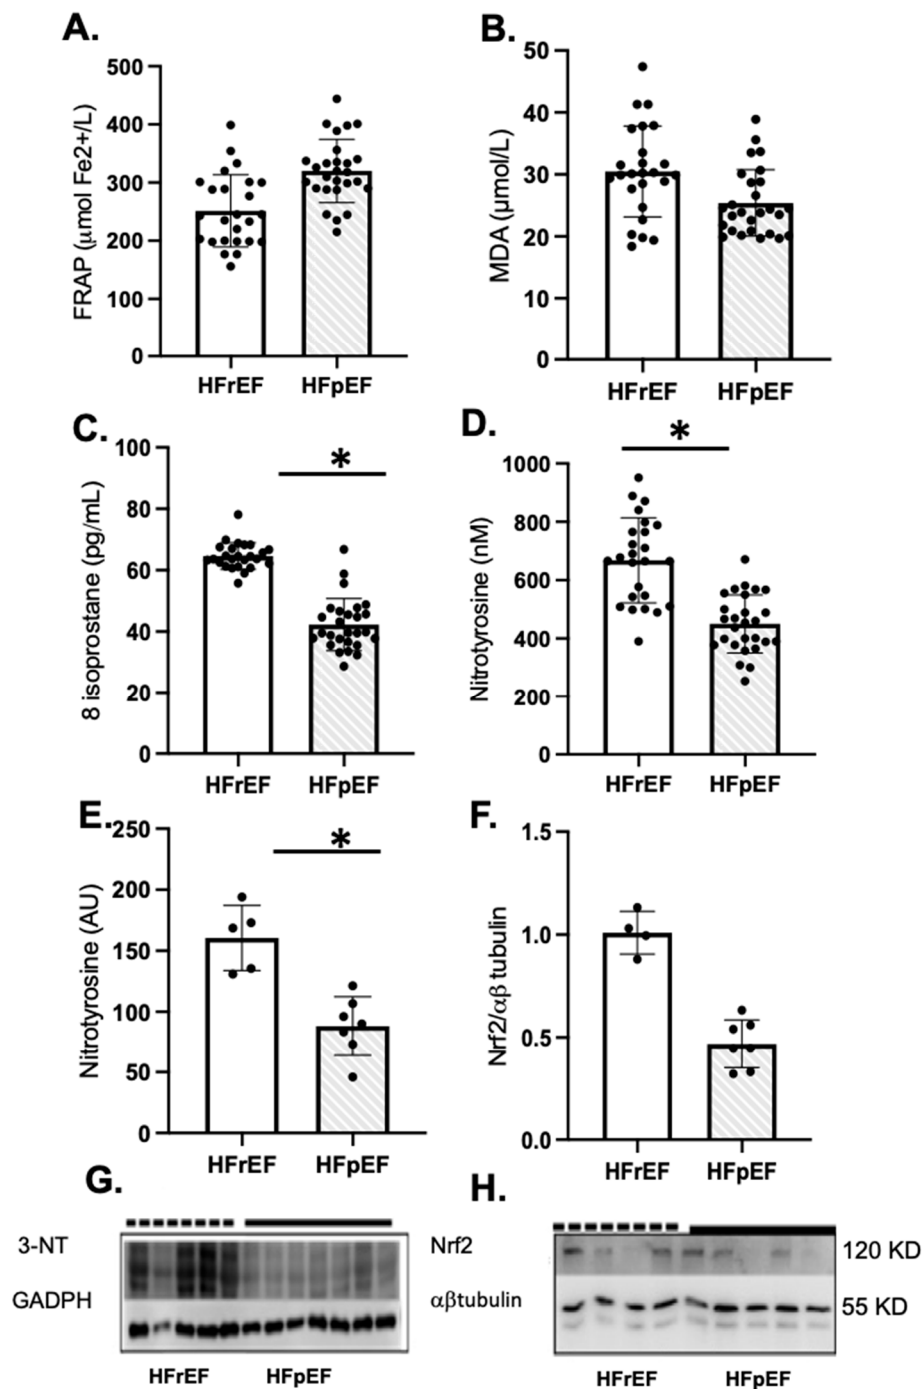 A.
FRAP (μmol Fe2+/L)
500
400
300
200
100
0
HFrEF
HFpEF
B.
MDA (μmol/L)
50
40
30
20
10
0
HFrEF
HFpEF
C.
8 isoprostane (pg/mL)
100
80
60
40
20
0
*
HFrEF
HFpEF
D.
Nitrotyrosine (nM)
1000
800
600
400
200
0
*
HFrEF
HFpEF
E.
Nitrotyrosine (AU)
250
200
150
100
50
0
*
HFrEF
HFpEF
F.
Nrf2/αβ tubulin
1.5
1.0
0.5
0.0
HFrEF
HFpEF
G.
3-NT
GADPH
HFrEF
HFpEF
H.
Nrf2
120 KD
αβtubulin
55 KD
HFrEF
HFpEF